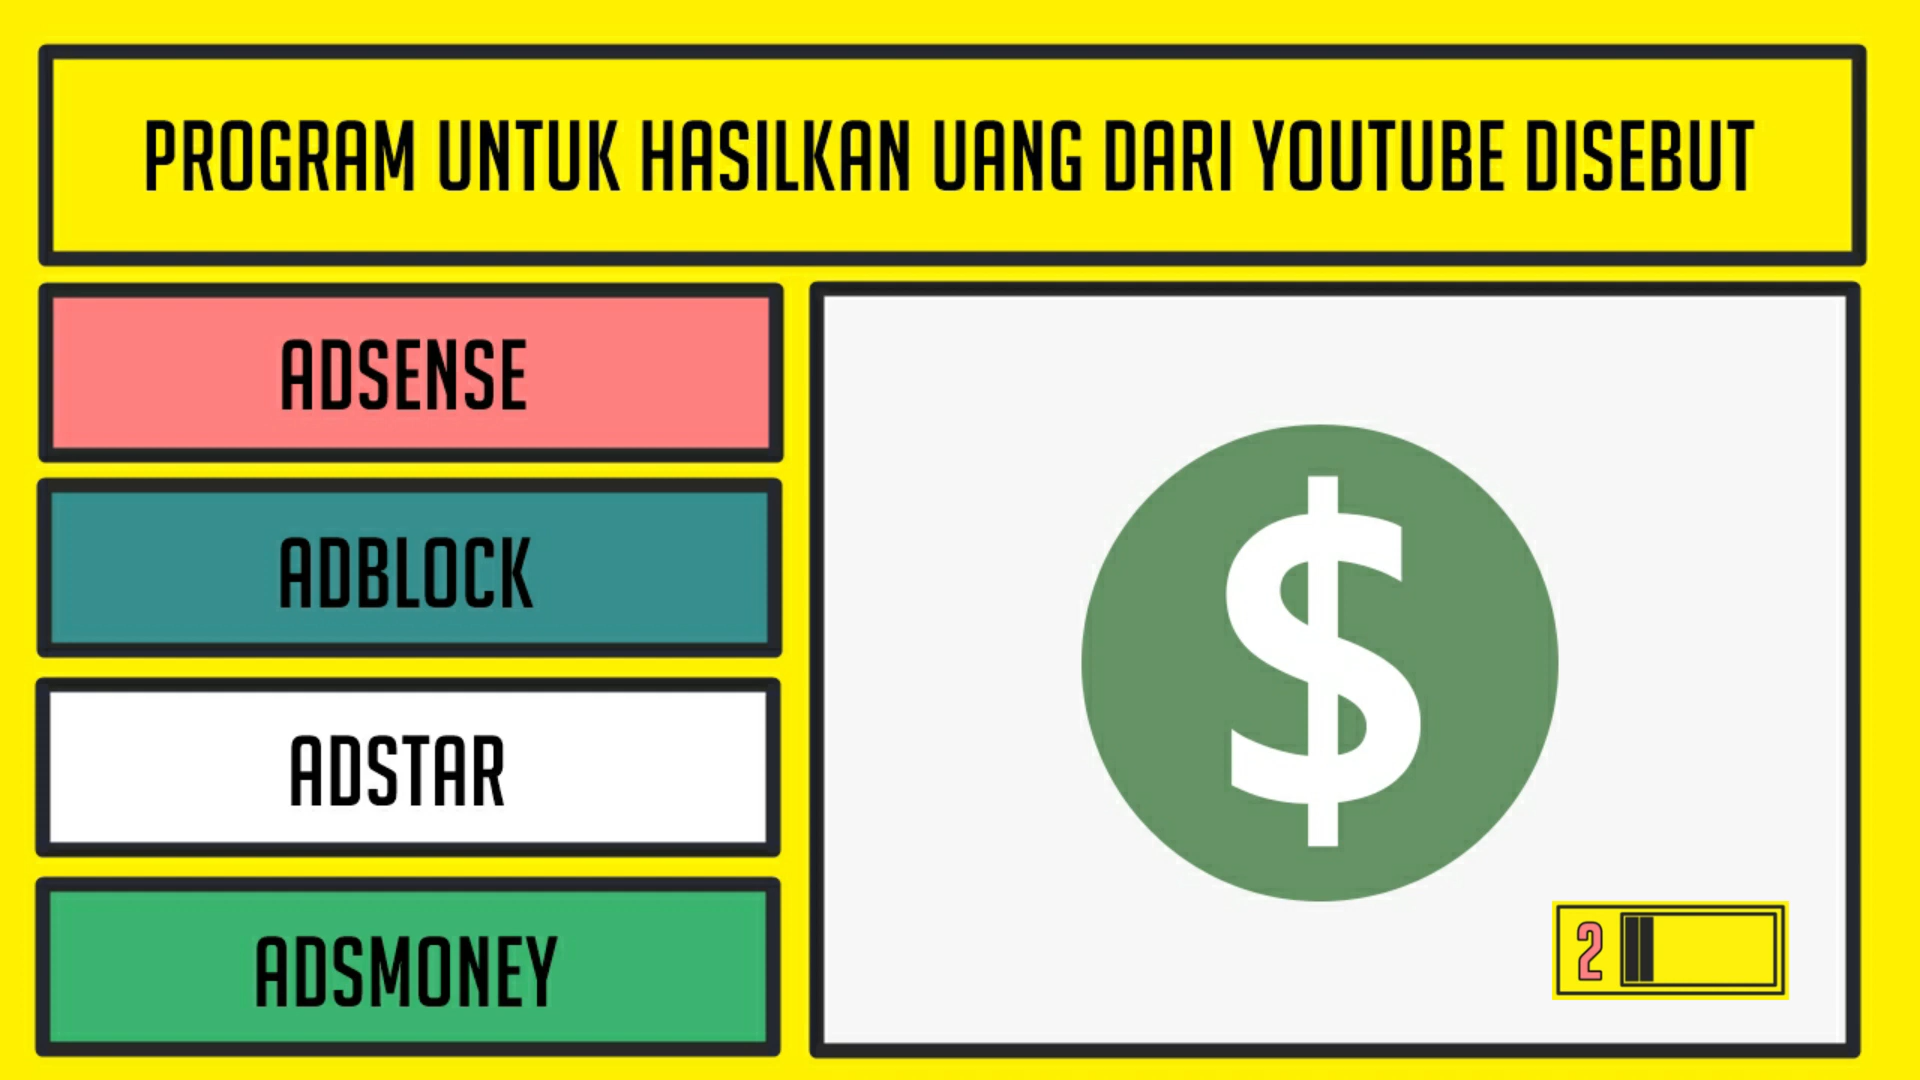 PROGRAM UNTUK HASILKAN UANG DARI YOUTUBE DISEBUT
ADSENSE
ADBLOCK
ADSTAR
ADSMONEY
$
2